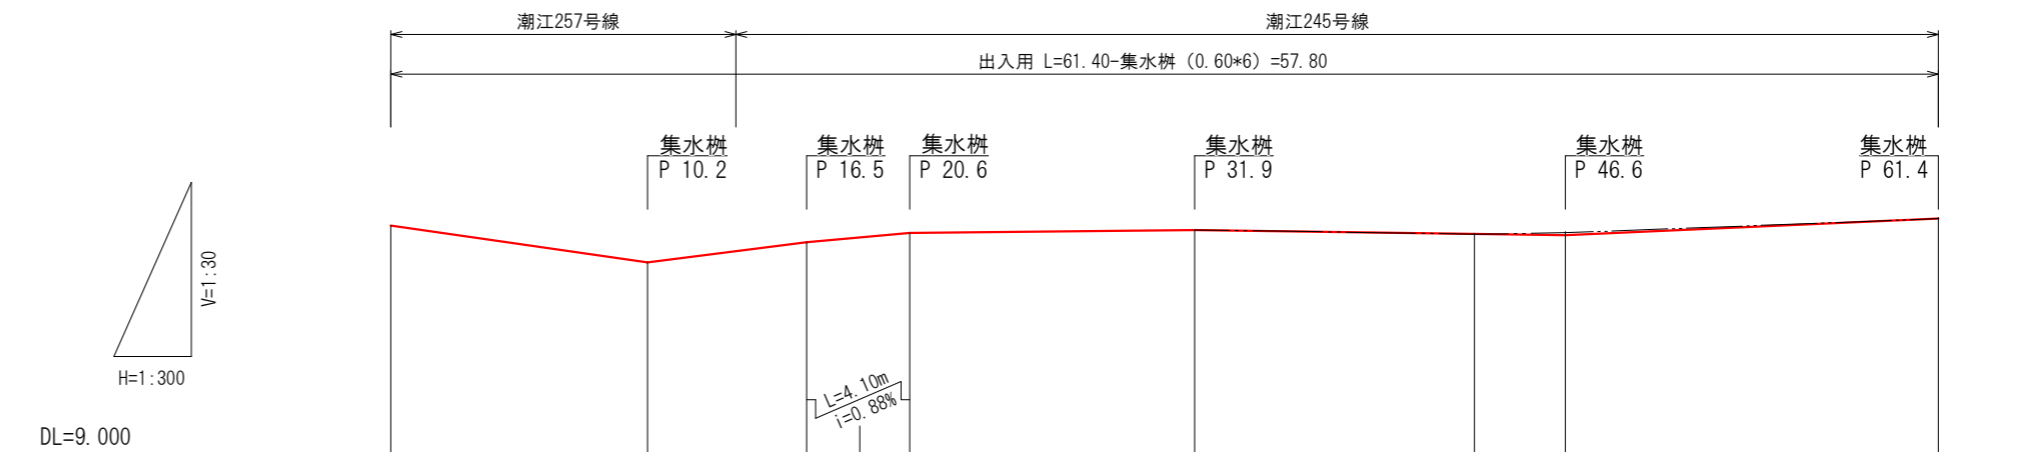 潮江257号線
潮江245号線
出入用 L=61.40-集水桝（0.60*6）=57.80
集水桝
P 10.2
集水桝
P 16.5
集水桝
P 20.6
集水桝
P 31.9
集水桝
P 46.6
集水桝
P 61.4
V=1:30
H=1:300
L=4.10m
i=0.88%
DL=9.000